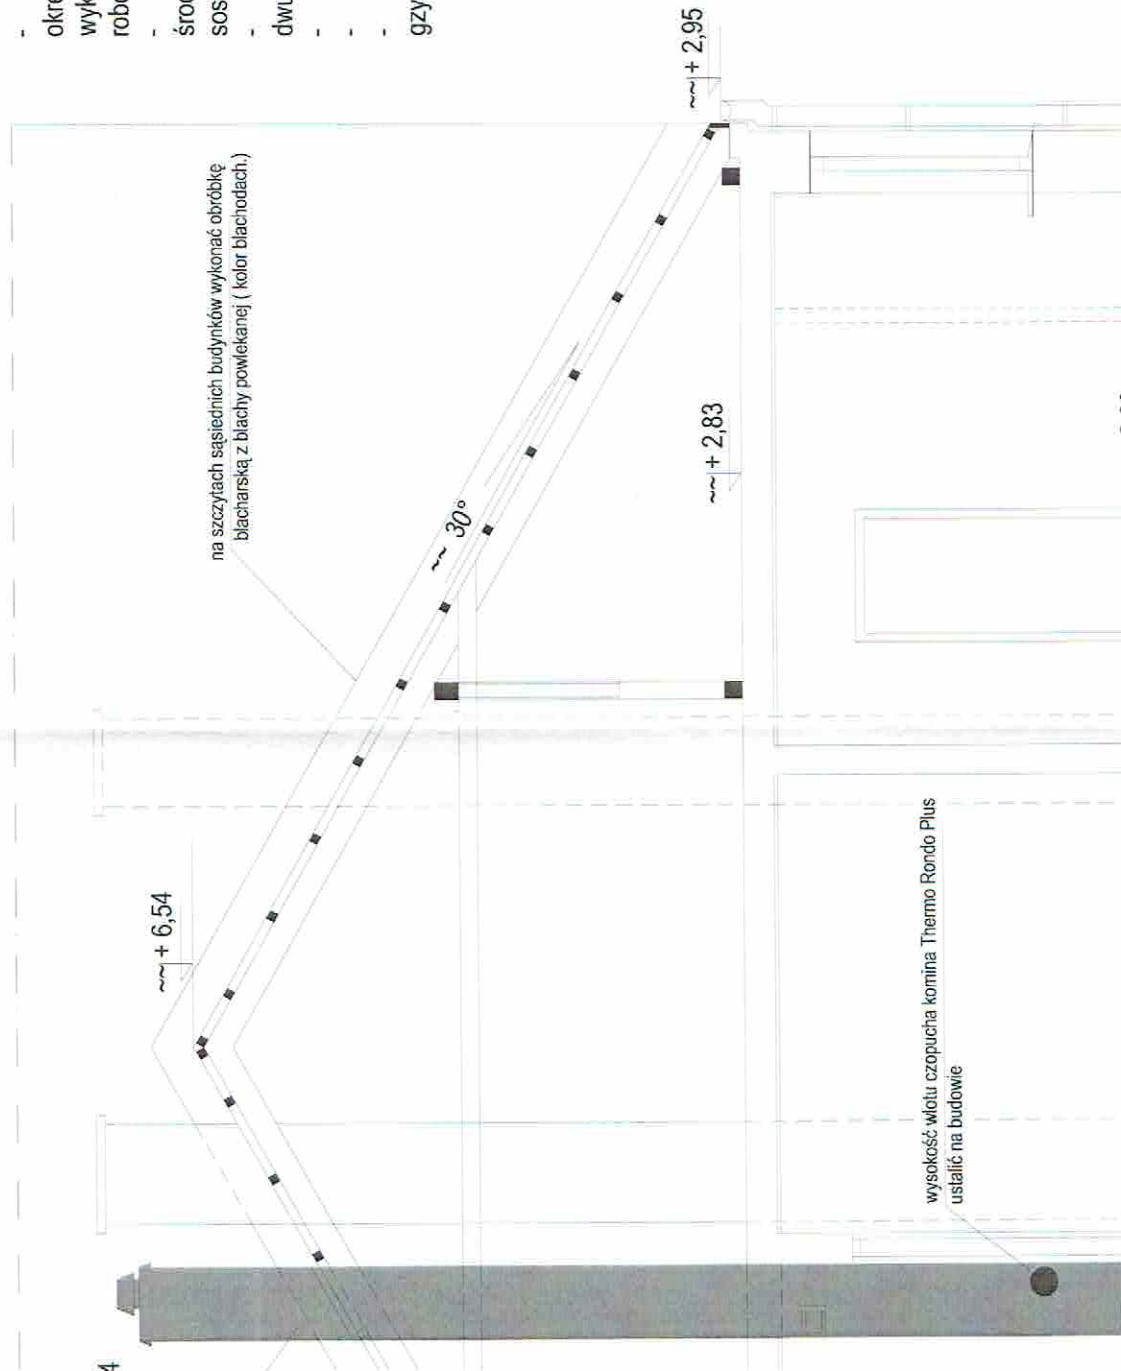 -
-
-
-
-
na szczytach sąsiednich budynków wykonać obróbkę
blacharską z blachy powlekanej ( kolor blachodach.)
~~ + 2,95
~~ 30°
~~ + 2,83
~~ + 6,54
wysokość wlotu czopucha komina Thermo Rondo Plus
ustalić na budowie
4